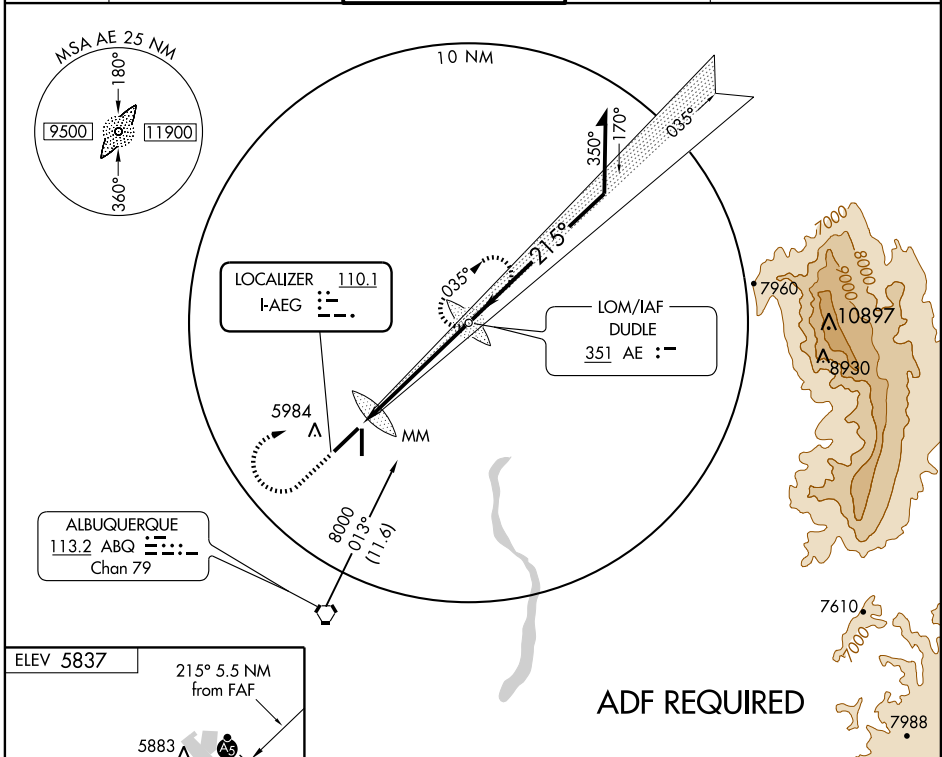 MSA AE 25 NM
180°
9500
11900
360°
10 NM
350°
170°
035°
215°
035°
LOCALIZER 110.1
I-AEG
LOM/IAF
DUDLE
351 AE
7000
8000
9000
7960
10897
8930
5984
MM
8000
013°
(11.6)
ALBUQUERQUE
113.2 ABQ
Chan 79
7610
7000
ELEV 5837
215° 5.5 NM
from FAF
ADF REQUIRED
7988
5883
A5